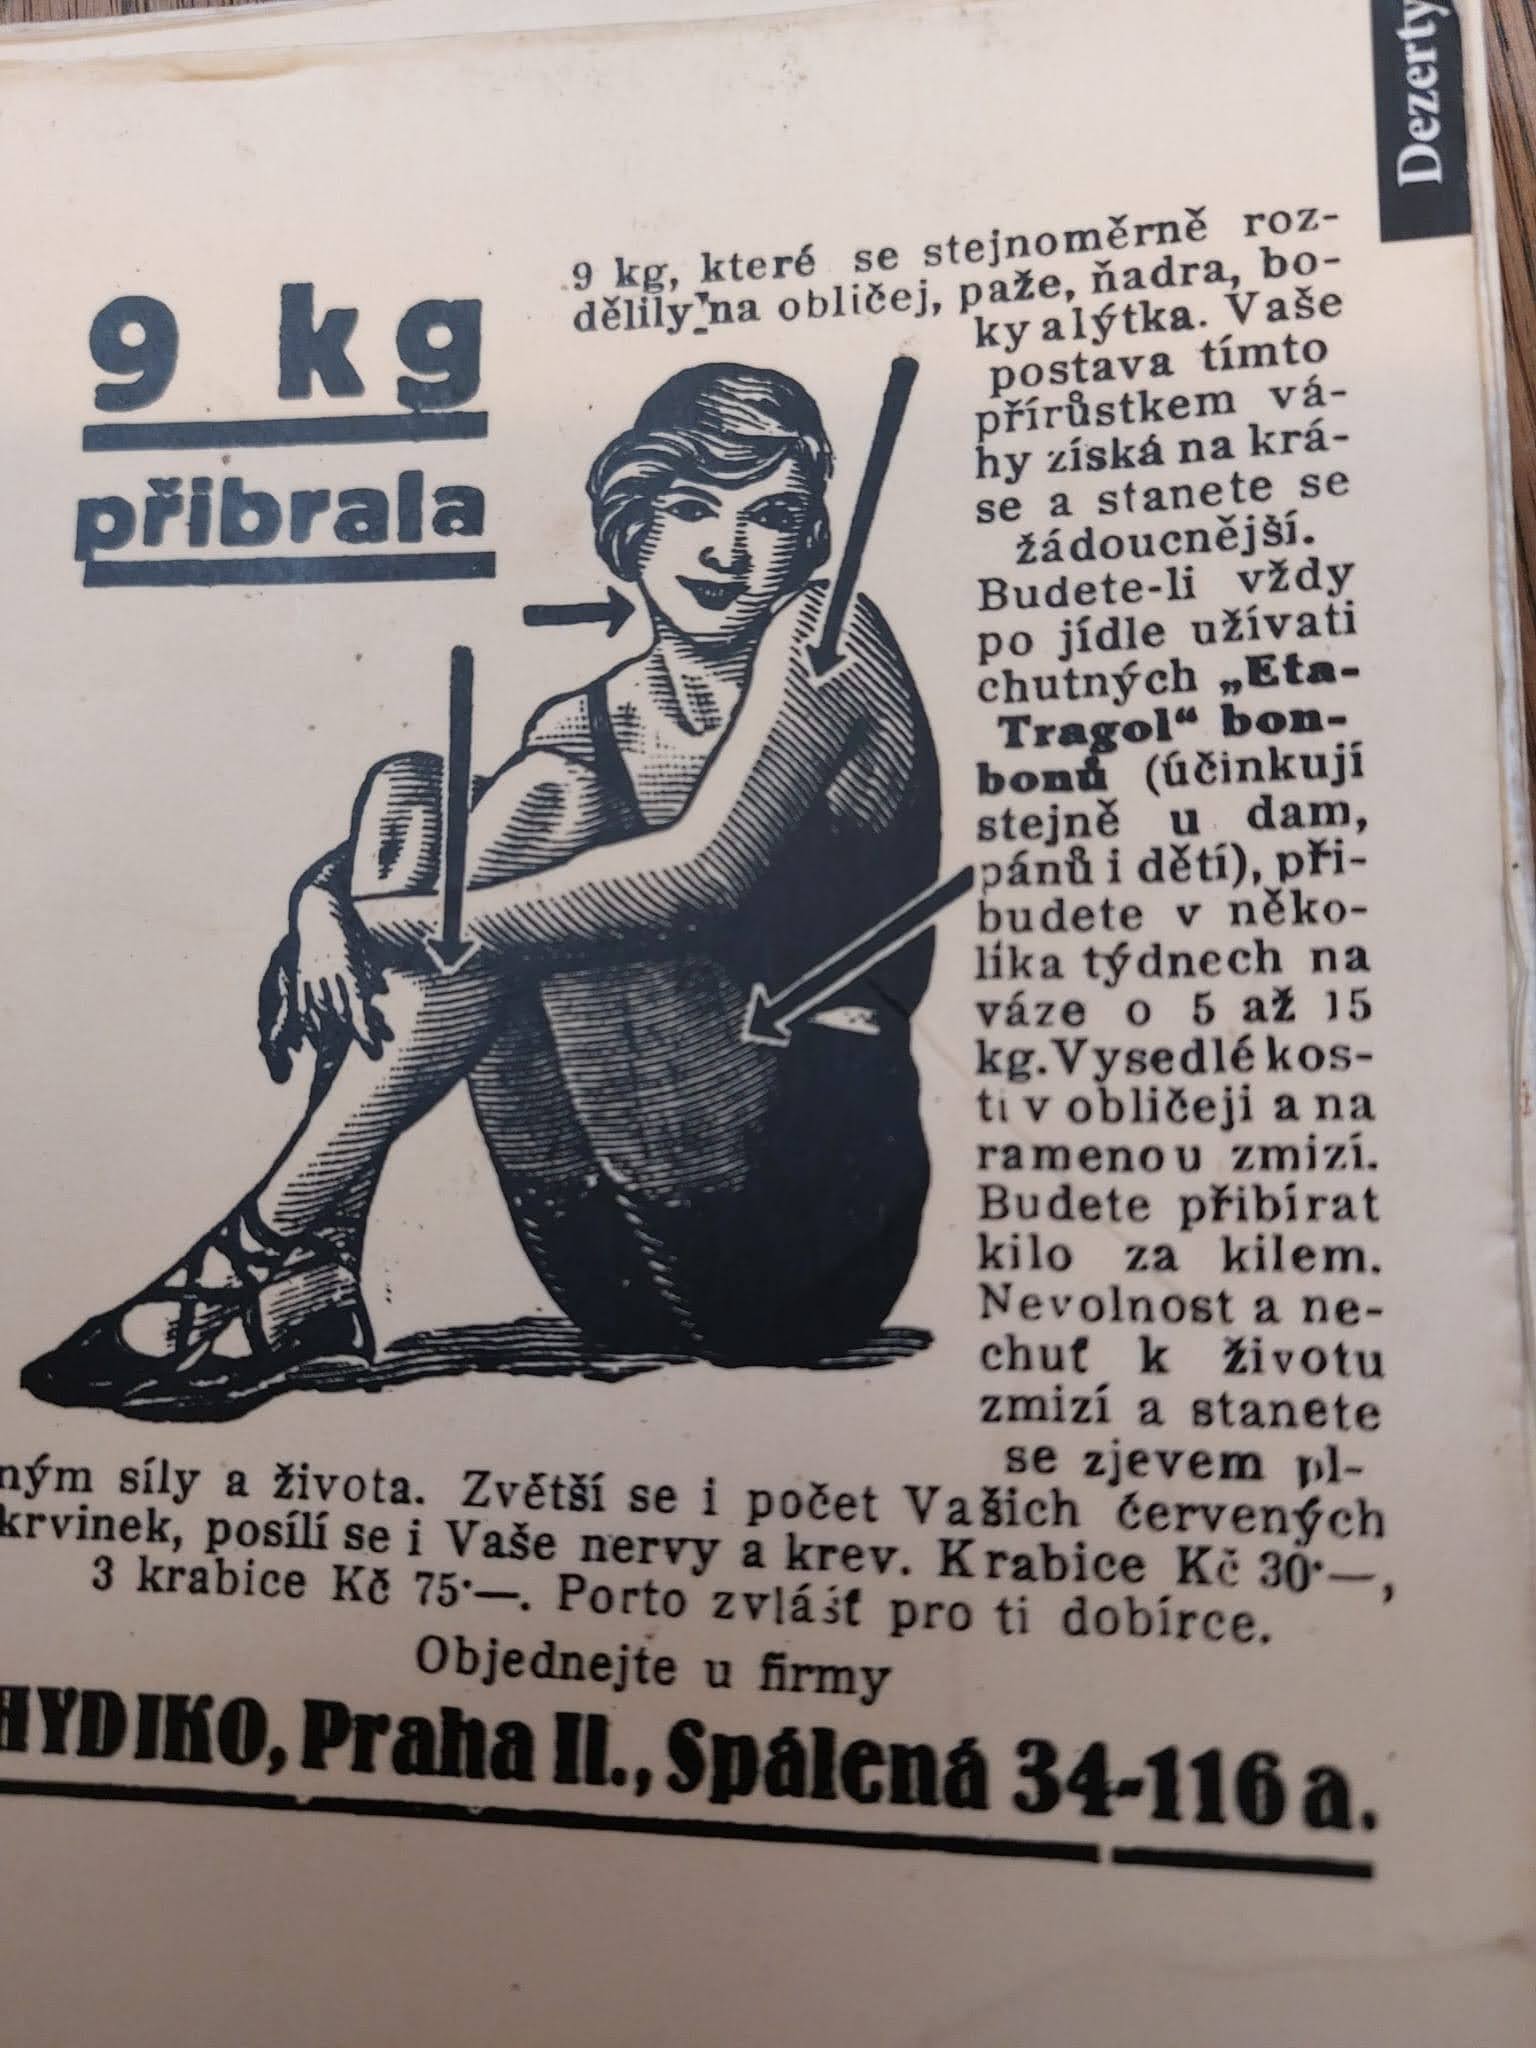 Dezerty
9 kg
přibrala
9 kg, které se stejnoměrně roz-
dělily na obličej, paže, ňadra, bo-
ky a lýtka. Vaše
postava tímto
přírůstkem vá-
hy získá na krá-
se a stanete se
žádoucnější.
Budete-li vždy
po jídle užívati
chutných „Eta-
Tragol“ bon-
bonů (účinkují
stejně u dam,
pánů i dětí), při-
budete v něko-
lika týdnech na
váze o 5 až 15
kg. Vysedlé kos-
ti v obličeji a na
ramenou zmizí.
Budete přibírat
kilo za kilem.
Nevolnost a ne-
chuť k životu
zmizí a stanete
se zjevem pl-
ným síly a života. Zvětší se i počet Vašich červených
krvinek, posílí se i Vaše nervy a krev. Krabice Kč 30·—,
3 krabice Kč 75·—. Porto zvlášť pro ti dobírce.
Objednejte u firmy
HYDIKO, Praha II., Spálená 34-116 a.